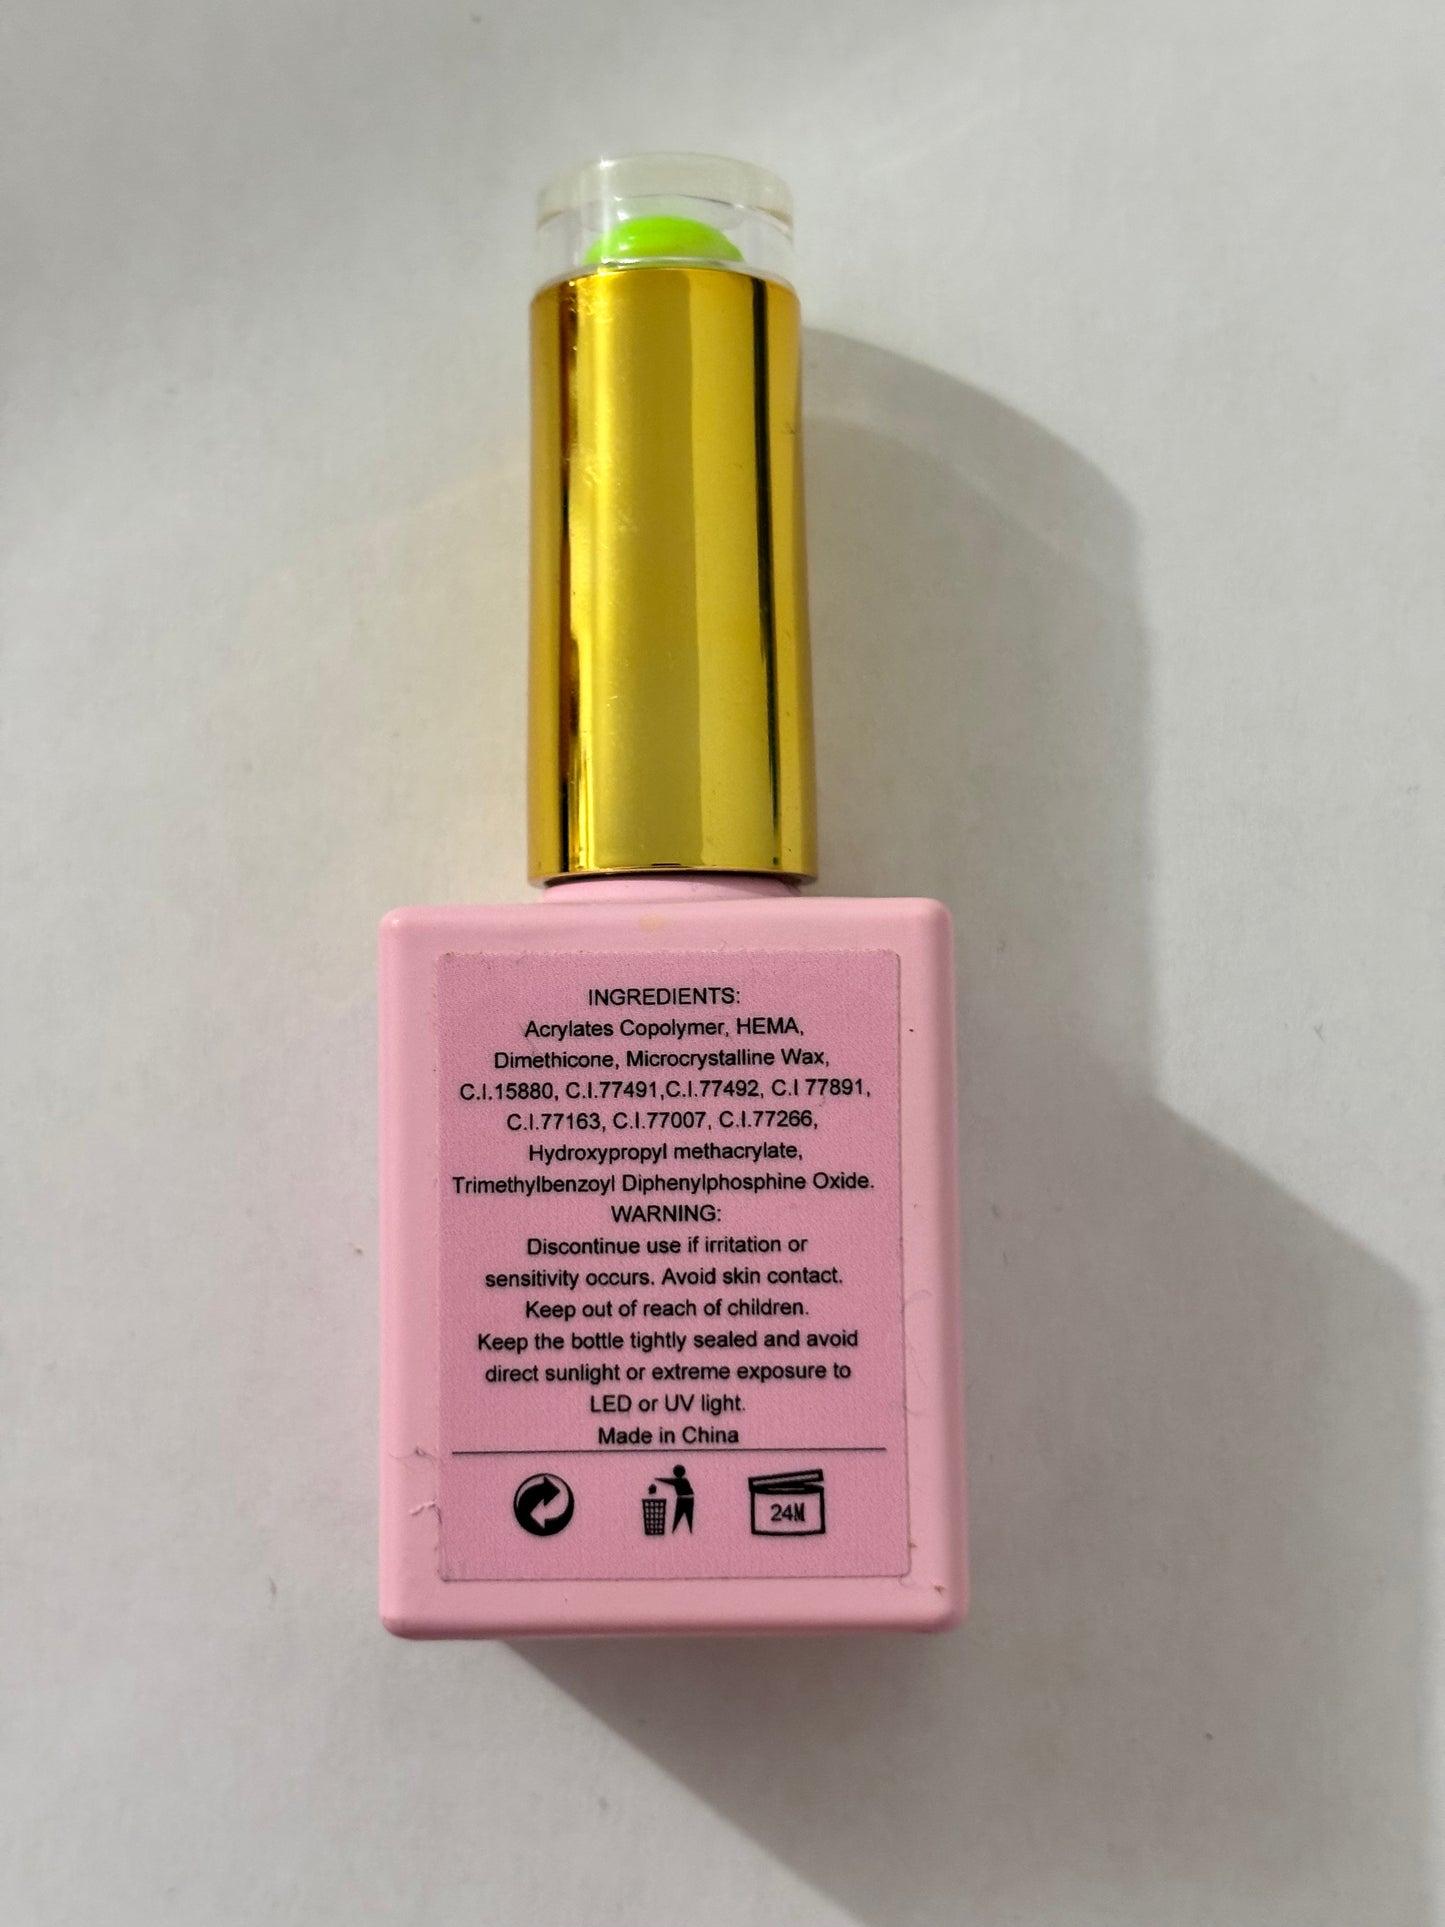 INGREDIENTS:
Acrylates Copolymer, HEMA,
Dimethicone, Microcrystalline Wax,
C.I.15880, C.I.77491,C.I.77492, C.I 77891,
C.I.77163, C.I.77007, C.I.77266,
Hydroxypropyl methacrylate,
Trimethylbenzoyl Diphenylphosphine Oxide.
WARNING:
Discontinue use if irritation or
sensitivity occurs. Avoid skin contact.
Keep out of reach of children.
Keep the bottle tightly sealed and avoid
direct sunlight or extreme exposure to
LED or UV light.
Made in China
24M